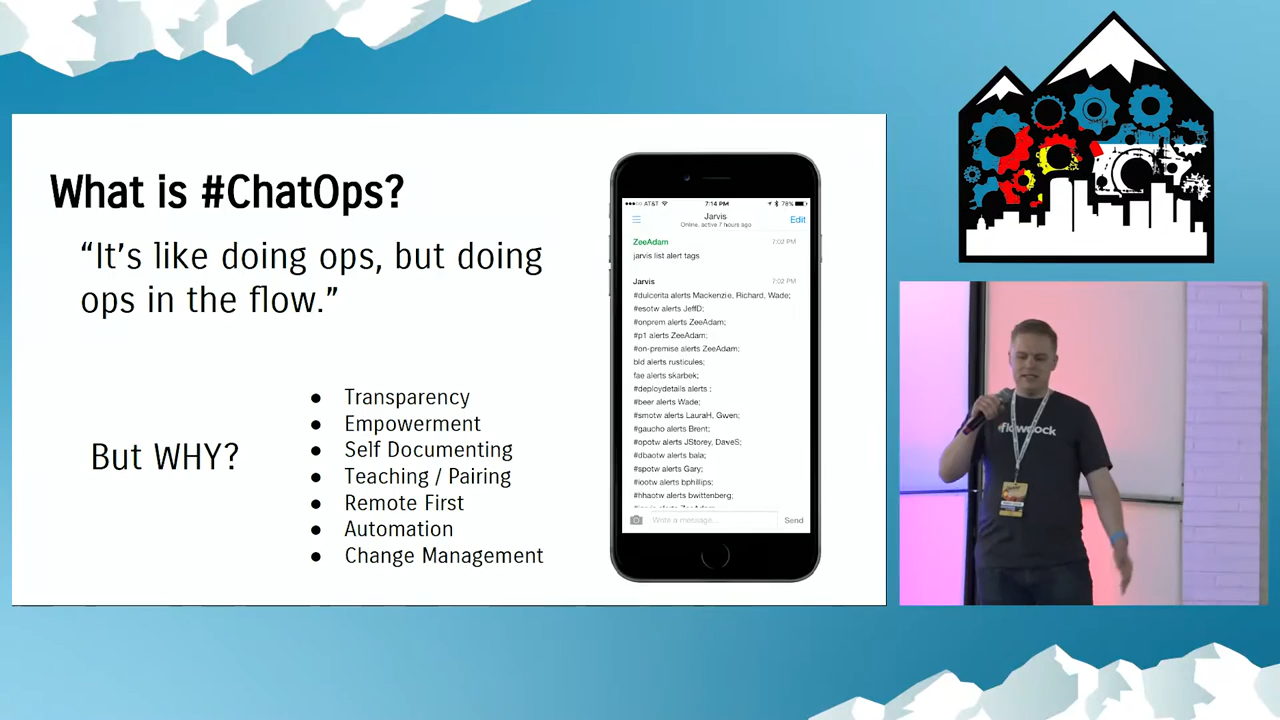 What is #ChatOps?
“It’s like doing ops, but doing
ops in the flow.”
But WHY?
● Transparency
● Empowerment
● Self Documenting
● Teaching / Pairing
● Remote First
● Automation
● Change Management
AT&T 7:14 PM 78%
Jarvis
Online, active 7 hours ago
Edit
ZeeAdam 7:02 PM
jarvis list alert tags
Jarvis 7:02 PM
#dulcerita alerts Mackenzie, Richard, Wade;
#esotw alerts JeffD;
#onprem alerts ZeeAdam;
#p1 alerts ZeeAdam;
#on-premise alerts ZeeAdam;
bld alerts rusticules;
fae alerts skarbek;
#deploydetails alerts ;
#beer alerts Wade;
#smotw alerts LauraH, Gwen;
#gaucho alerts Brent;
#opotw alerts JStorey, DaveS;
#dbaotw alerts bala;
#spotw alerts Gary;
#iootw alerts bphillips;
#hhaotw alerts bwittenberg;
Write a message... Send
flowdock